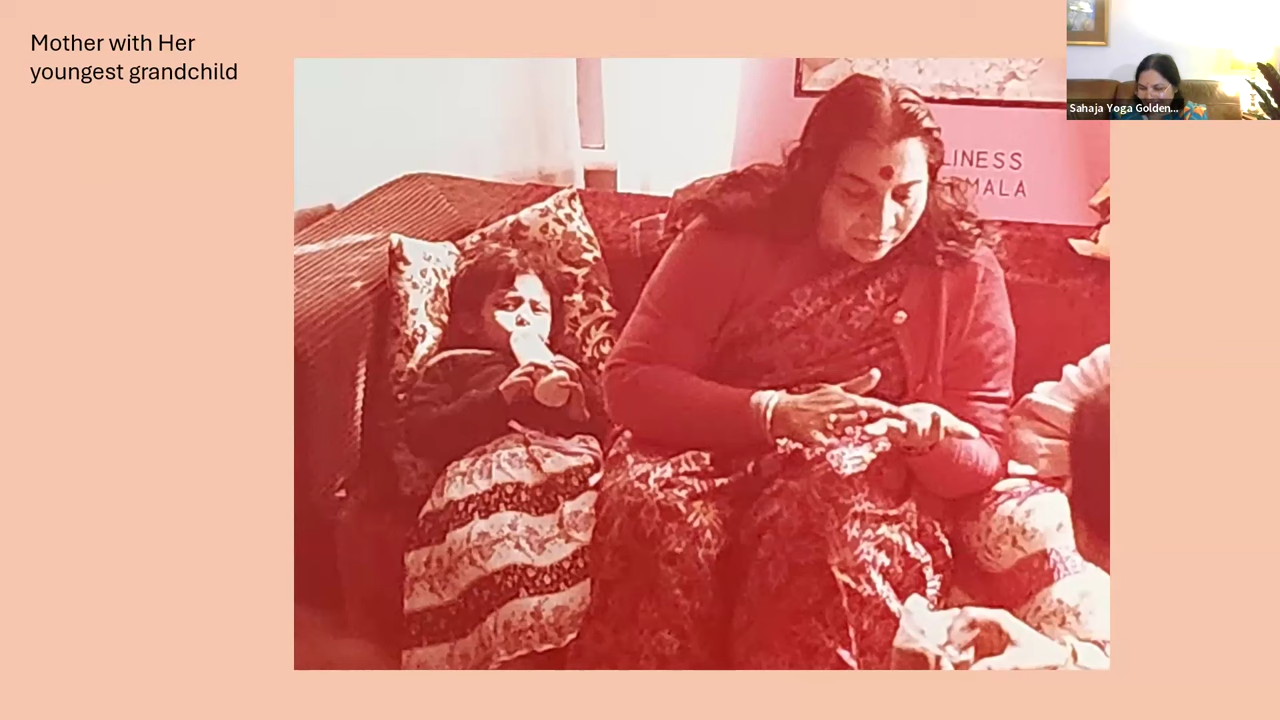 Mother with Her
youngest grandchild
Sahaja Yoga Golden...
LINESS
MALA